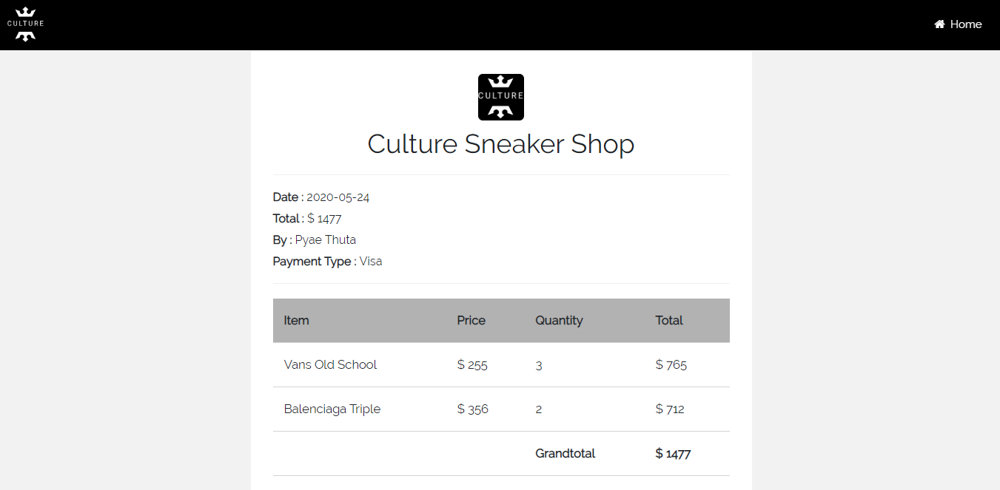 CULTURE
Home
CULTURE
Culture Sneaker Shop
Date : 2020-05-24
Total : $ 1477
By : Pyae Thuta
Payment Type : Visa
Item Price Quantity Total
Vans Old School $ 255 3 $ 765
Balenciaga Triple $ 356 2 $ 712
Grandtotal $ 1477